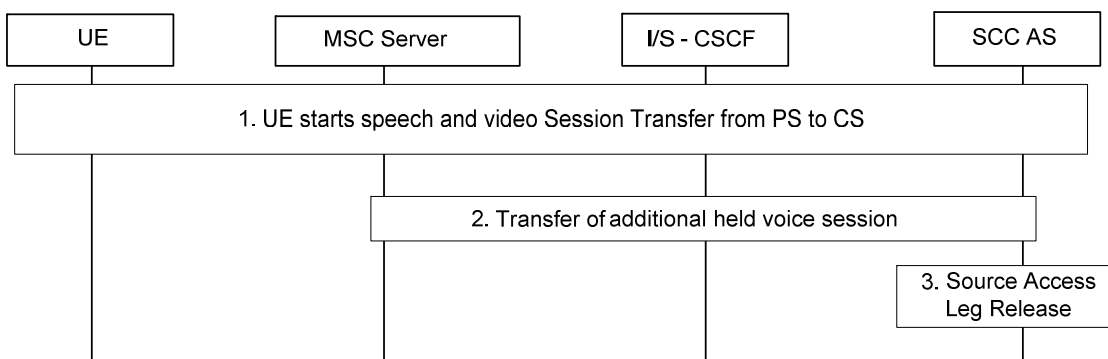 UE
MSC Server
I/S - CSCF
SCC AS
1. UE starts speech and video Session Transfer from PS to CS
2. Transfer of additional held voice session
3. Source Access
Leg Release